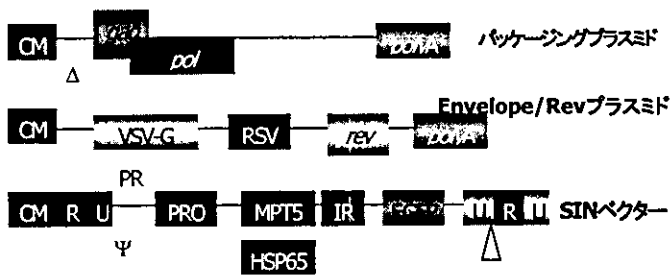 CM pol polyA パッケージングプラスミド
Δ
Envelope/Revプラスミド
CM VSV-G RSV rev polyA
PR
CM R U PRO MPT5 IR R SINベクター
Ψ
HSP65